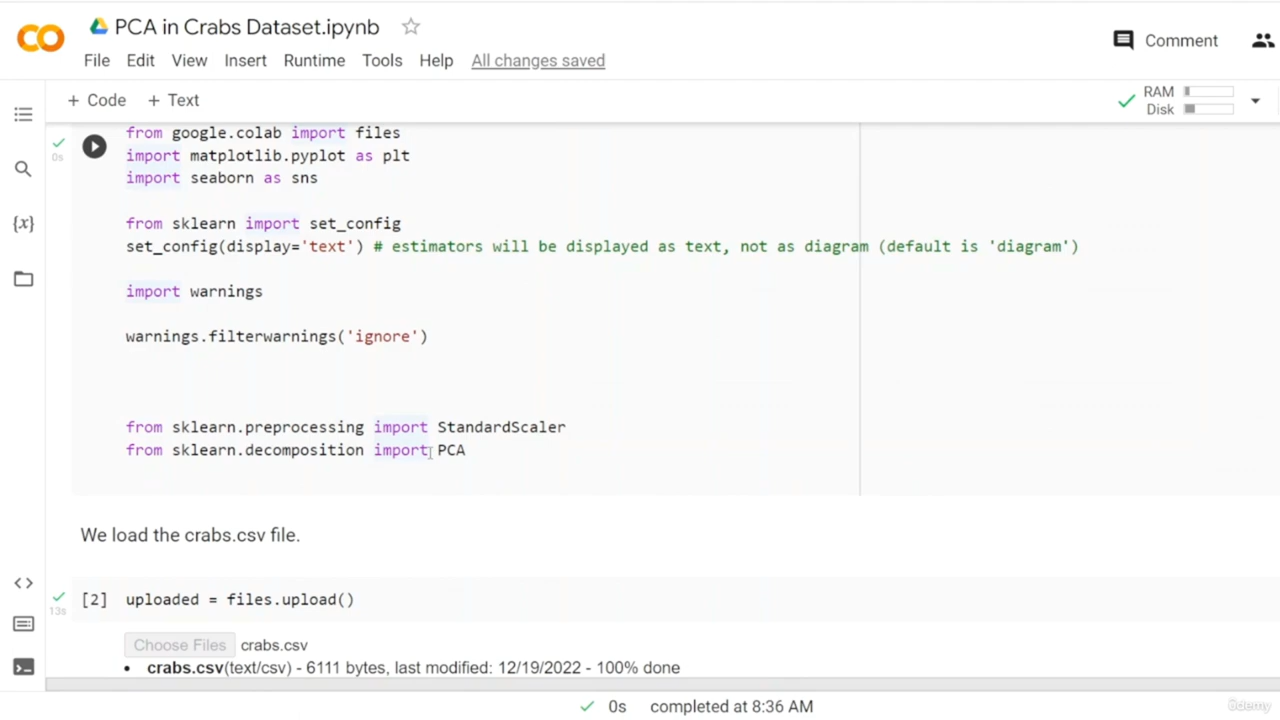 PCA in Crabs Dataset.ipynb
Comment
File Edit View Insert Runtime Tools Help All changes saved
+ Code + Text
RAM
Disk
from google.colab import files
0s
import matplotlib.pyplot as plt
import seaborn as sns
{x}
from sklearn import set_config
set_config(display='text') # estimators will be displayed as text, not as diagram (default is 'diagram')
import warnings
warnings.filterwarnings('ignore')
from sklearn.preprocessing import StandardScaler
from sklearn.decomposition import PCA
We load the crabs.csv file.
[2] uploaded = files.upload()
13s
Choose Files crabs.csv
• crabs.csv(text/csv) - 6111 bytes, last modified: 12/19/2022 - 100% done
0s completed at 8:36 AM
ûdemy